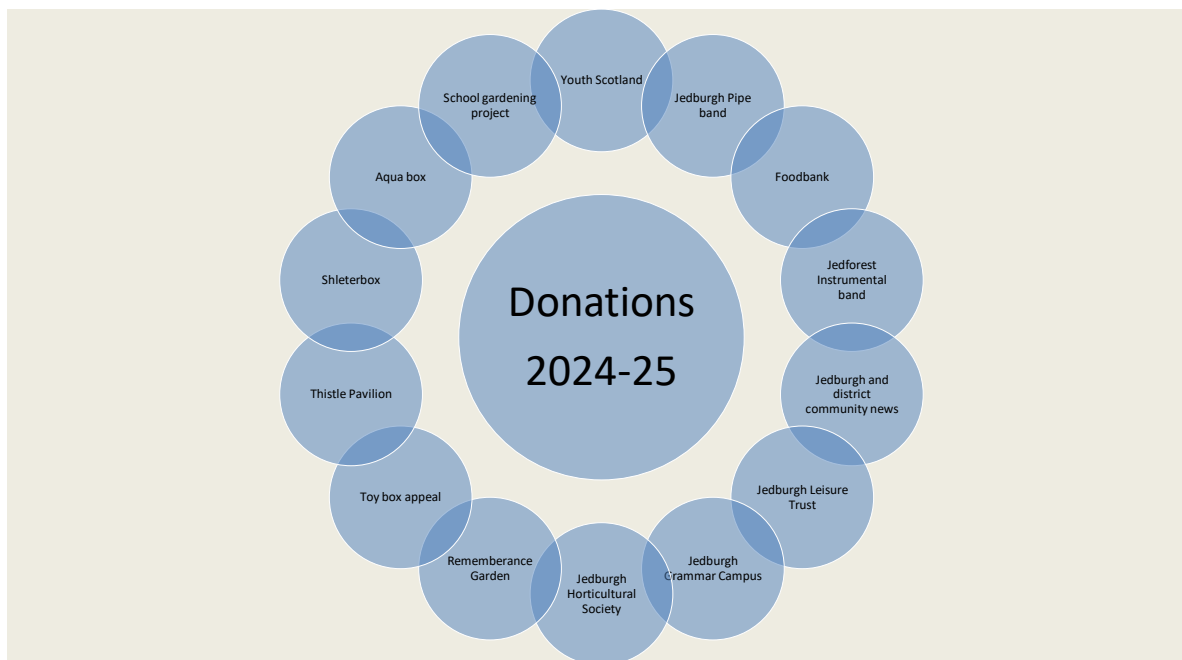 Youth Scotland
Jedburgh Pipe
band
Foodbank
Jedforest
Instrumental
band
Jedburgh and
district
community news
Jedburgh Leisure
Trust
Jedburgh
Grammar Campus
Jedburgh
Horticultural
Society
Rememberance
Garden
Toy box appeal
Thistle Pavilion
Shleterbox
Aqua box
School gardening
project
Donations
2024-25